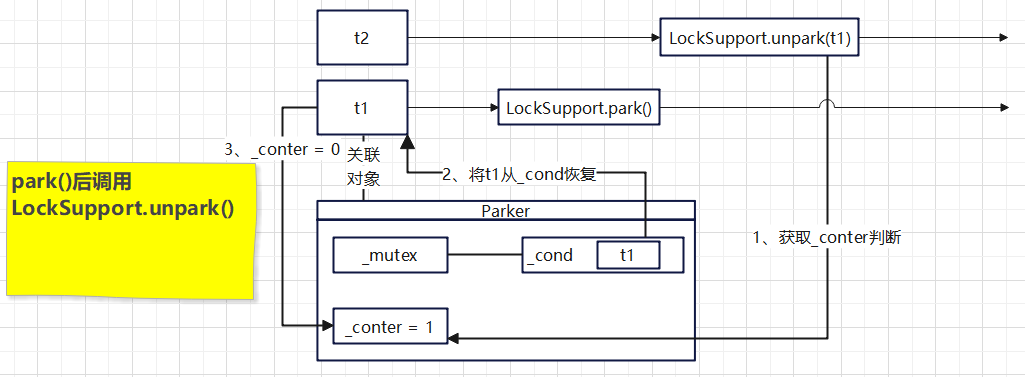 t2
LockSupport.unpark(t1)
t1
LockSupport.park()
3、_conter = 0
关联
对象
2、将t1从_cond恢复
park()后调用
LockSupport.unpark()
Parker
1、获取_conter判断
_mutex
_cond
t1
_conter = 1